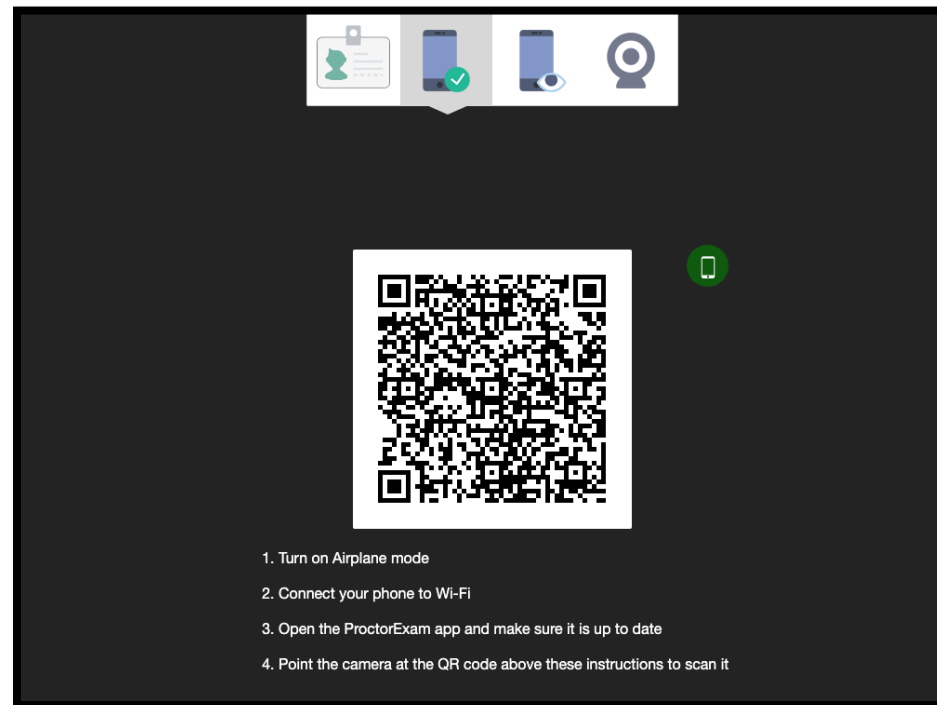 1. Turn on Airplane mode
2. Connect your phone to Wi-Fi
3. Open the ProctorExam app and make sure it is up to date
4. Point the camera at the QR code above these instructions to scan it